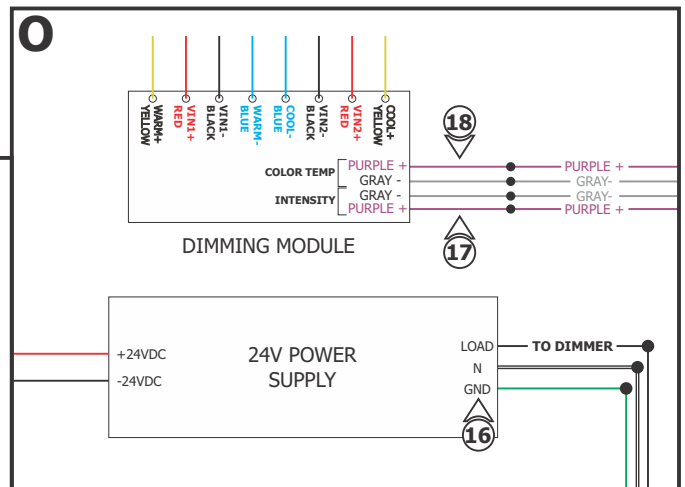 O
WARM+
YELLOW
VIN1+
RED
VIN1-
BLACK
WARM-
BLUE
COOL-
BLUE
VIN2-
BLACK
VIN2+
RED
COOL+
YELLOW
18
COLOR TEMP
PURPLE +
PURPLE +
GRAY -
GRAY-
INTENSITY
GRAY -
GRAY-
PURPLE +
PURPLE +
DIMMING MODULE
17
+24VDC
-24VDC
24V POWER
SUPPLY
LOAD
TO DIMMER
N
GND
16